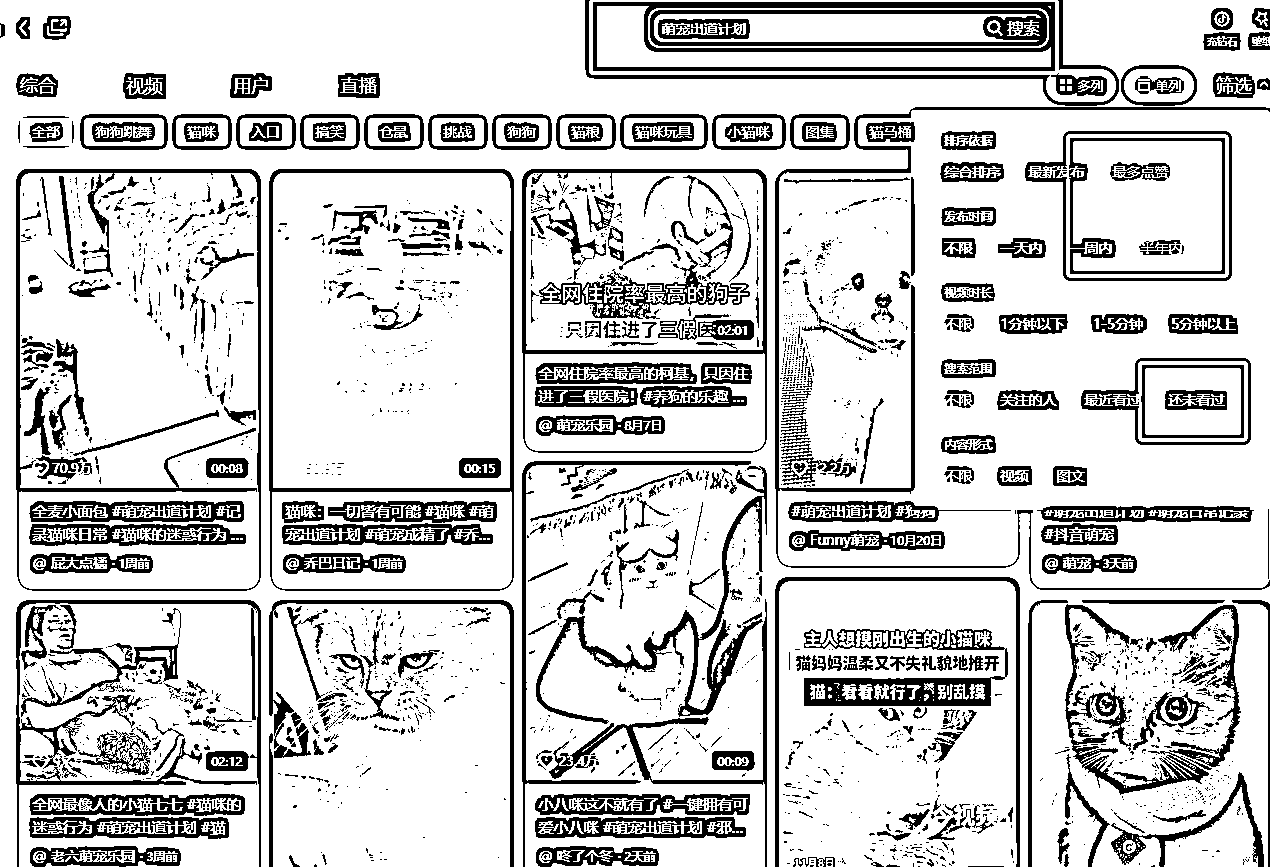 萌宠出道计划
搜索
充钻石
综合 视频 用户 直播
多列 单列 筛选
全部 狗狗跳舞 猫咪 入口 搞笑 仓鼠 挑战 狗狗 猫粮 猫咪玩具 小猫咪 图集 猫马桶
排序依据
综合排序 最新发布 最多点赞
发布时间
不限 一天内 一周内 半年内
视频时长
不限 1分钟以下 1-5分钟 5分钟以上
搜索范围
不限 关注的人 最近看过 还未看过
内容形式
不限 视频 图文
70.9万
00:08
全麦小面包 #萌宠出道计划 #记
录猫咪日常 #猫咪的迷惑行为 ...
@ 屁大点橘 · 1周前
00:15
猫咪：一切皆有可能 #猫咪 #萌
宠出道计划 #萌宠成精了 #乔...
@ 乔巴日记 · 1周前
全网住院率最高的狗子
只因住进了三假医
02:01
全网住院率最高的柯基，只因住
进了三假医院！#养狗的乐趣 ...
@ 萌宠乐园 · 8月7日
#萌宠出道计划 #狗狗
@ Funny萌宠 · 10月20日
#萌宠出道计划 #萌宠日常记录
#抖音萌宠
@ 萌宠 · 3天前
02:12
全网最像人的小猫七七 #猫咪的
迷惑行为 #萌宠出道计划 #猫
@ 老六萌宠乐园 · 3周前
00:09
小八咪这不就有了 #一键拥有可
爱小八咪 #萌宠出道计划 #邪...
@ 咚了个冬 · 2天前
主人想摸刚出生的小猫咪
猫妈妈温柔又不失礼貌地推开
猫：看看就行了，别乱摸
11月8日